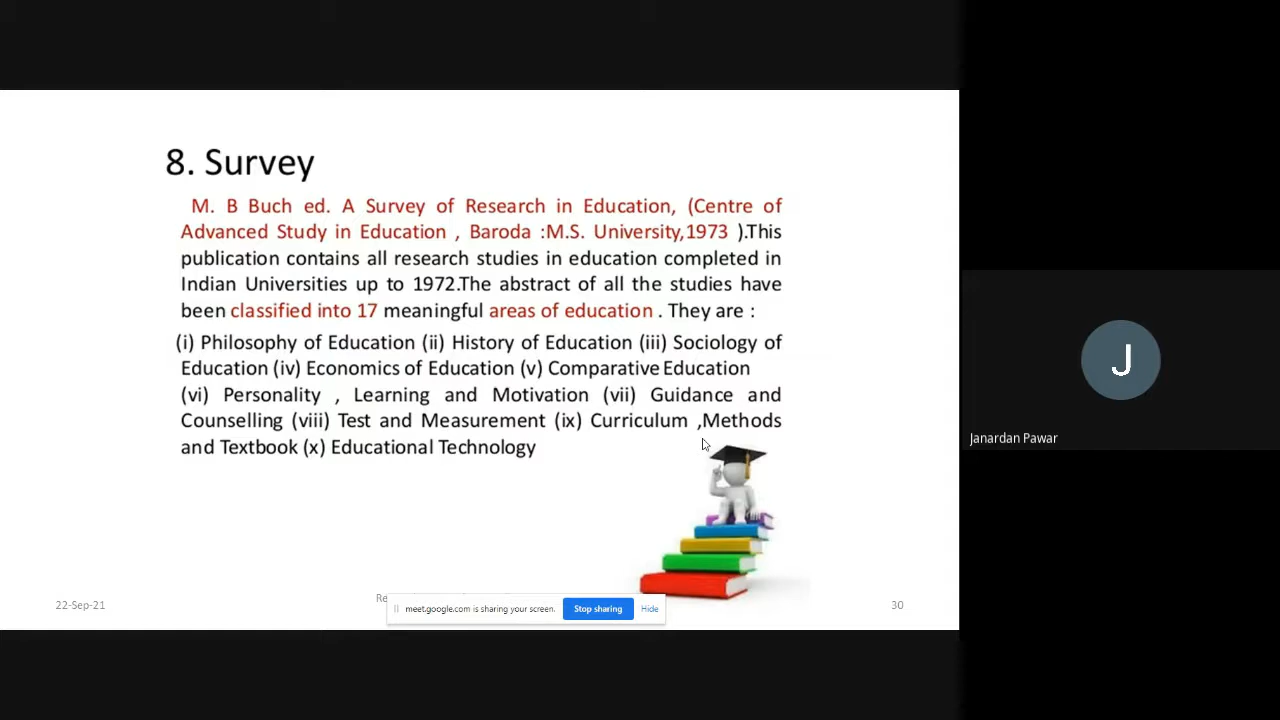 8. Survey
M. B Buch ed. A Survey of Research in Education, (Centre of
Advanced Study in Education , Baroda :M.S. University,1973 ).This
publication contains all research studies in education completed in
Indian Universities up to 1972.The abstract of all the studies have
been classified into 17 meaningful areas of education . They are :
(i) Philosophy of Education (ii) History of Education (iii) Sociology of
Education (iv) Economics of Education (v) Comparative Education
(vi) Personality , Learning and Motivation (vii) Guidance and
Counselling (viii) Test and Measurement (ix) Curriculum ,Methods
and Textbook (x) Educational Technology
22-Sep-21
meet.google.com is sharing your screen. Stop sharing Hide
30
J
Janardan Pawar